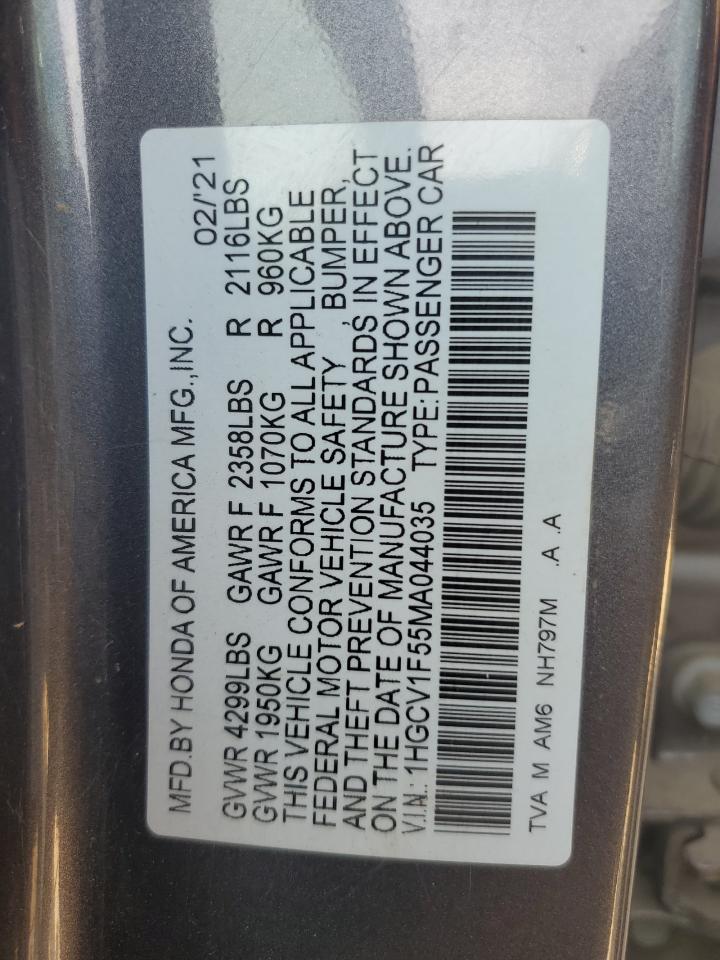 MFD.BY HONDA OF AMERICA MFG.,INC. 02/'21
GVWR 4299LBS GAWR F 2358LBS R 2116LBS
GVWR 1950KG GAWR F 1070KG R 960KG
THIS VEHICLE CONFORMS TO ALL APPLICABLE
FEDERAL MOTOR VEHICLE SAFETY , BUMPER,
AND THEFT PREVENTION STANDARDS IN EFFECT
ON THE DATE OF MANUFACTURE SHOWN ABOVE.
V.I.N.: 1HGCV1F55MA044035 TYPE:PASSENGER CAR
TVA M AM6 NH797M .A .A